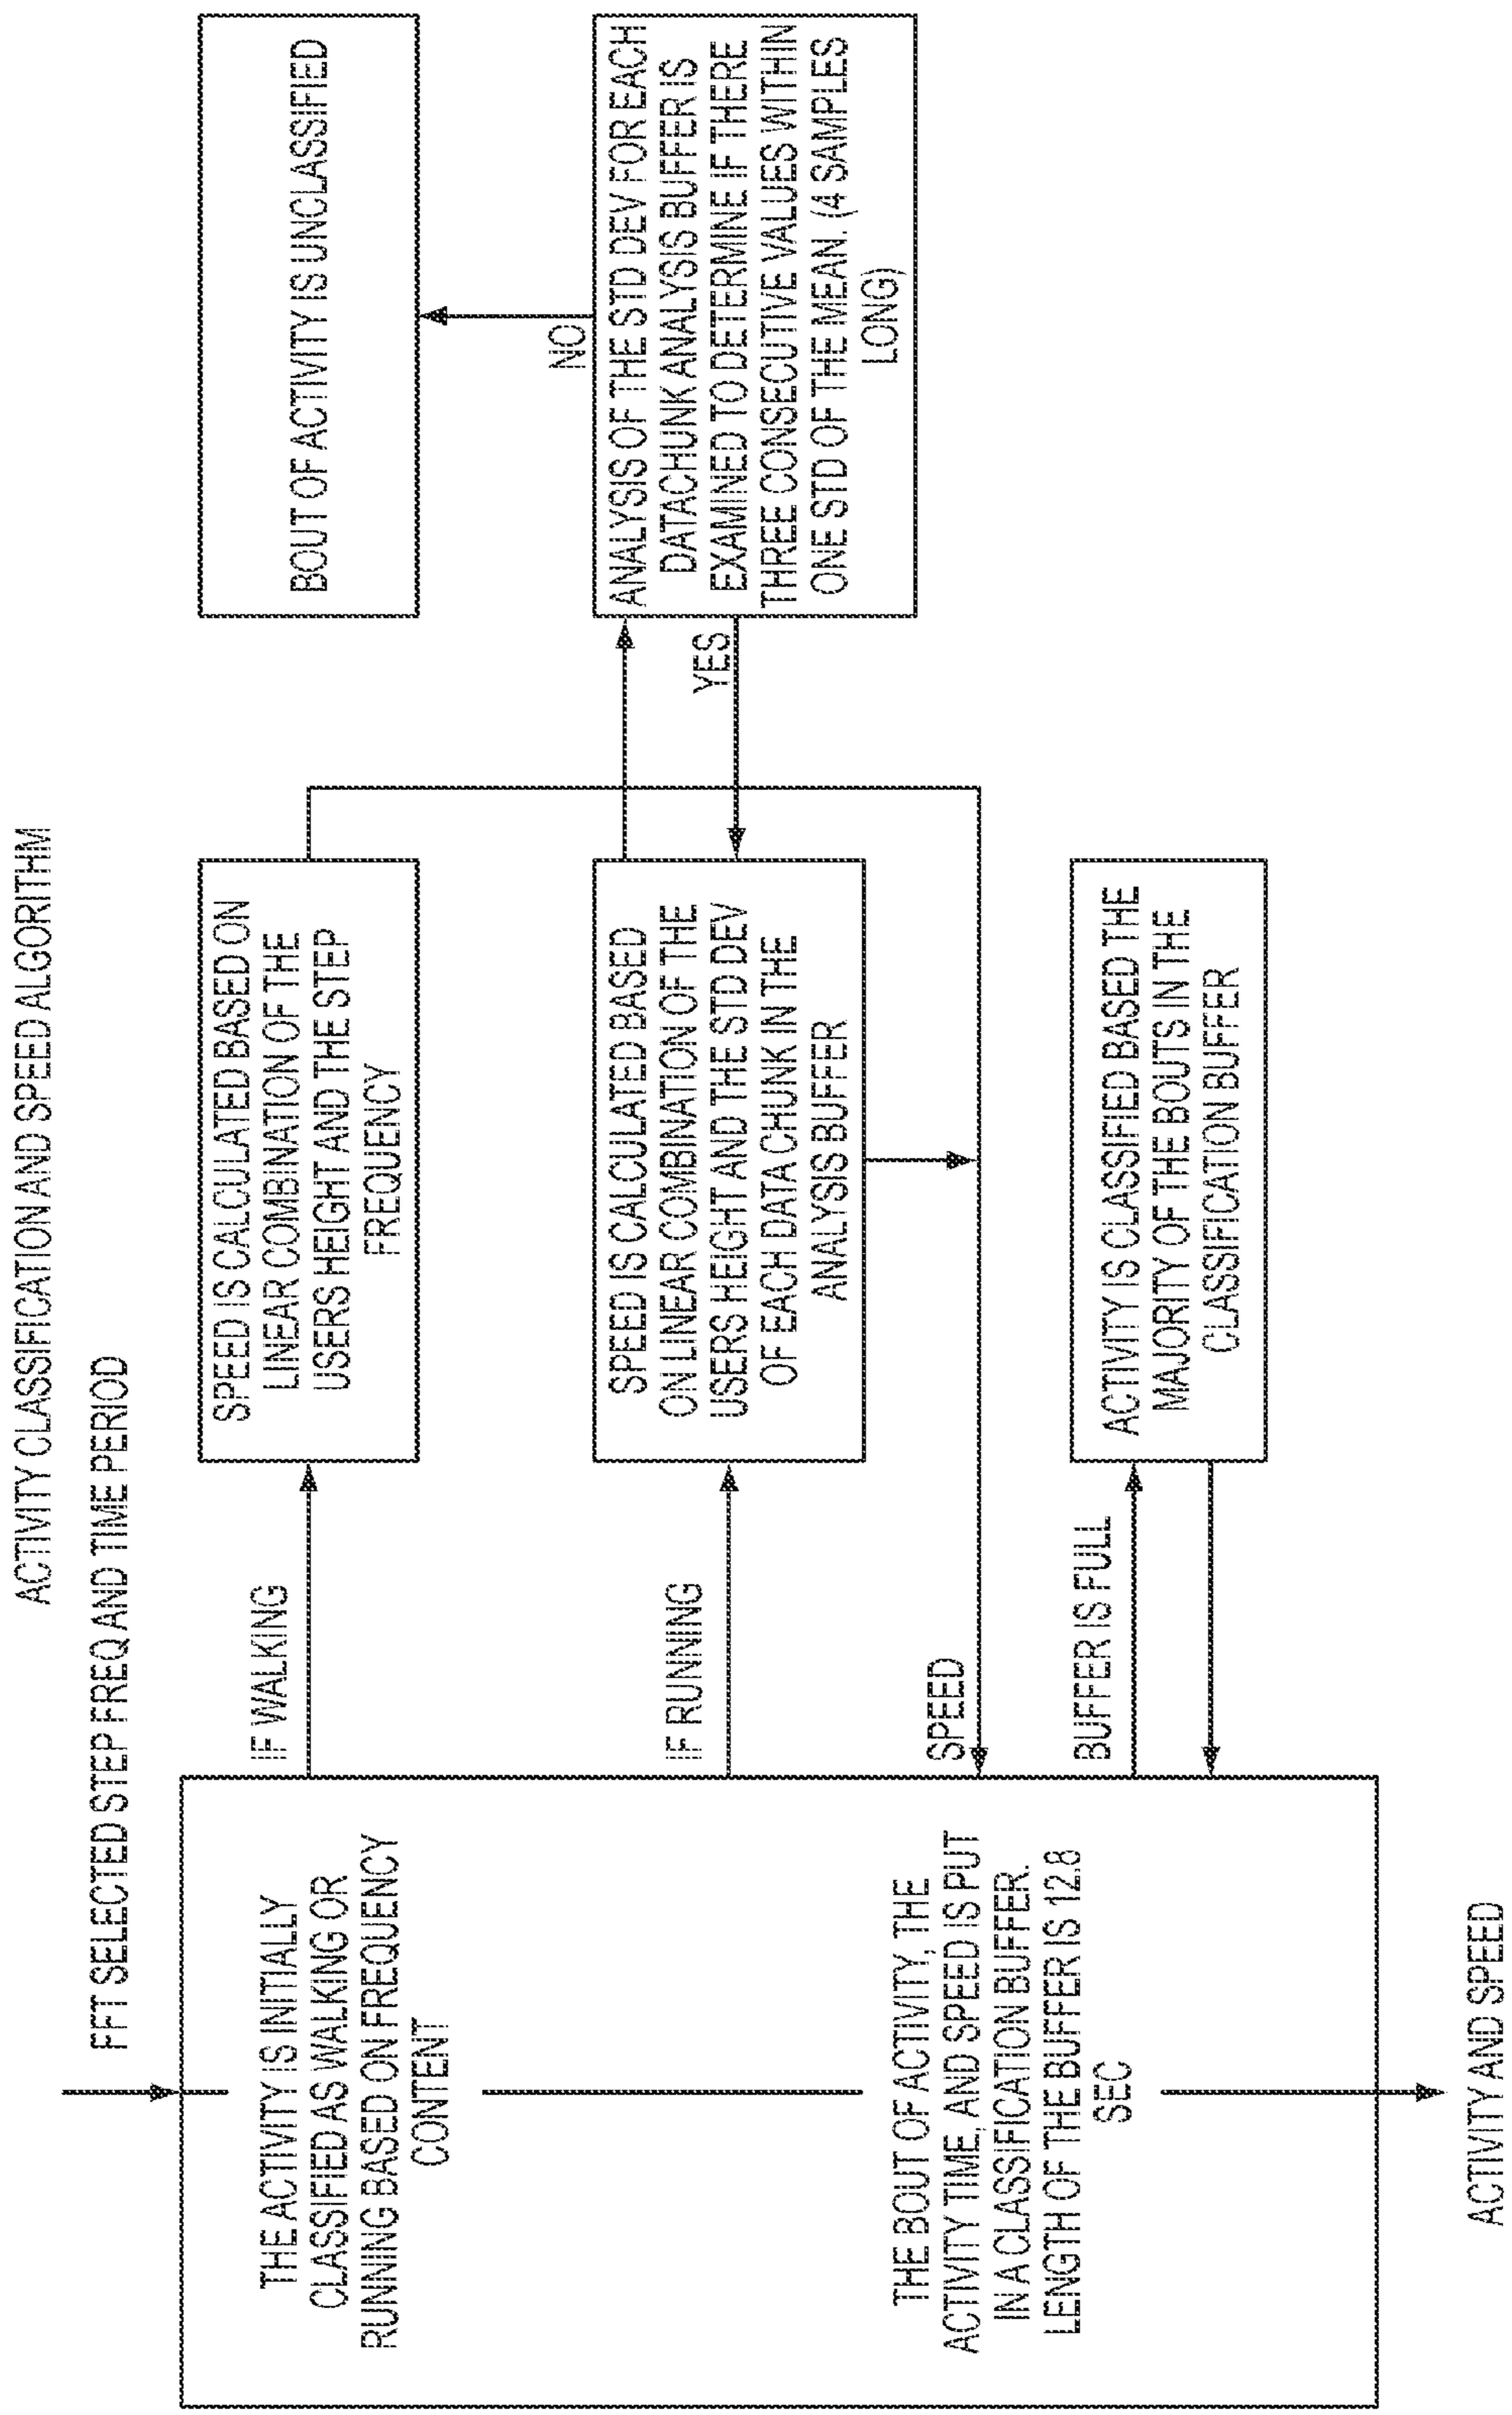 ACTIVITY CLASSIFICATION AND SPEED ALGORITHM
FFT SELECTED STEP FREQ AND TIME PERIOD
THE ACTIVITY IS INITIALLY
CLASSIFIED AS WALKING OR
RUNNING BASED ON FREQUENCY
CONTENT
IF WALKING
SPEED IS CALCULATED BASED ON
LINEAR COMBINATION OF THE
USERS HEIGHT AND THE STEP
FREQUENCY
BOUT OF ACTIVITY IS UNCLASSIFIED
NO
IF RUNNING
SPEED IS CALCULATED BASED
ON LINEAR COMBINATION OF THE
USERS HEIGHT AND THE STD DEV
OF EACH DATA CHUNK IN THE
ANALYSIS BUFFER
YES
ANALYSIS OF THE STD DEV FOR EACH
DATACHUNK ANALYSIS BUFFER IS
EXAMINED TO DETERMINE IF THERE
THREE CONSECUTIVE VALUES WITHIN
ONE STD OF THE MEAN. (4 SAMPLES
LONG)
SPEED
THE BOUT OF ACTIVITY, THE
ACTIVITY TIME, AND SPEED IS PUT
IN A CLASSIFICATION BUFFER.
LENGTH OF THE BUFFER IS 12.8
SEC
BUFFER IS FULL
ACTIVITY IS CLASSIFIED BASED THE
MAJORITY OF THE BOUTS IN THE
CLASSIFICATION BUFFER
ACTIVITY AND SPEED